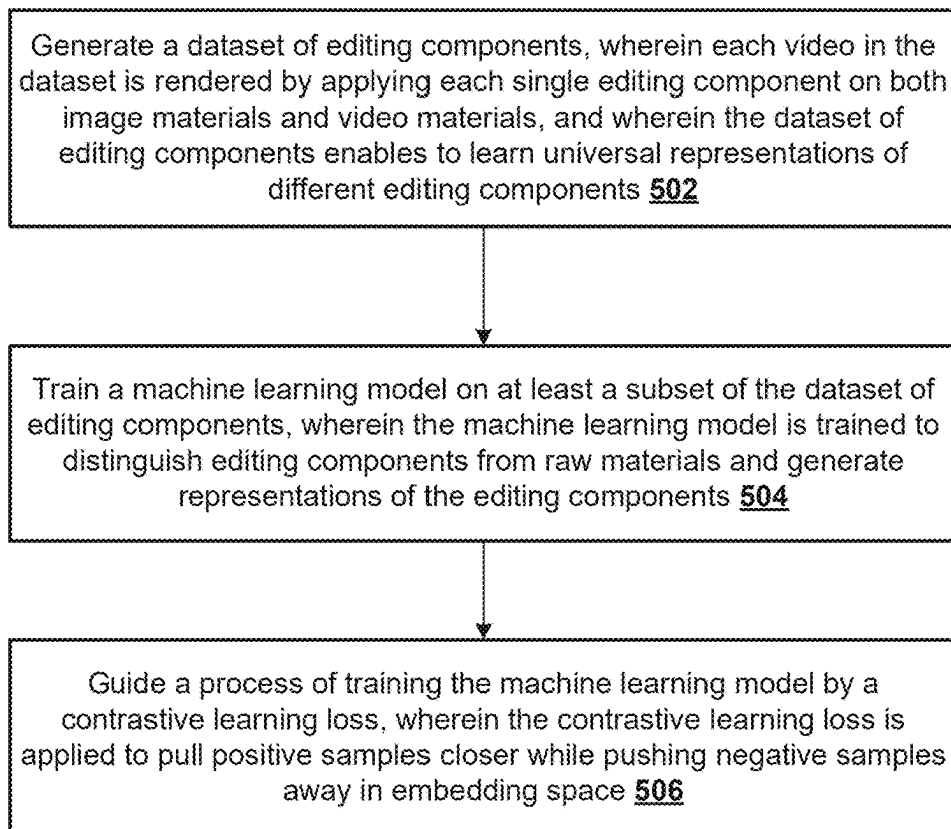 Generate a dataset of editing components, wherein each video in the
dataset is rendered by applying each single editing component on both
image materials and video materials, and wherein the dataset of
editing components enables to learn universal representations of
different editing components 502
Train a machine learning model on at least a subset of the dataset of
editing components, wherein the machine learning model is trained to
distinguish editing components from raw materials and generate
representations of the editing components 504
Guide a process of training the machine learning model by a
contrastive learning loss, wherein the contrastive learning loss is
applied to pull positive samples closer while pushing negative samples
away in embedding space 506